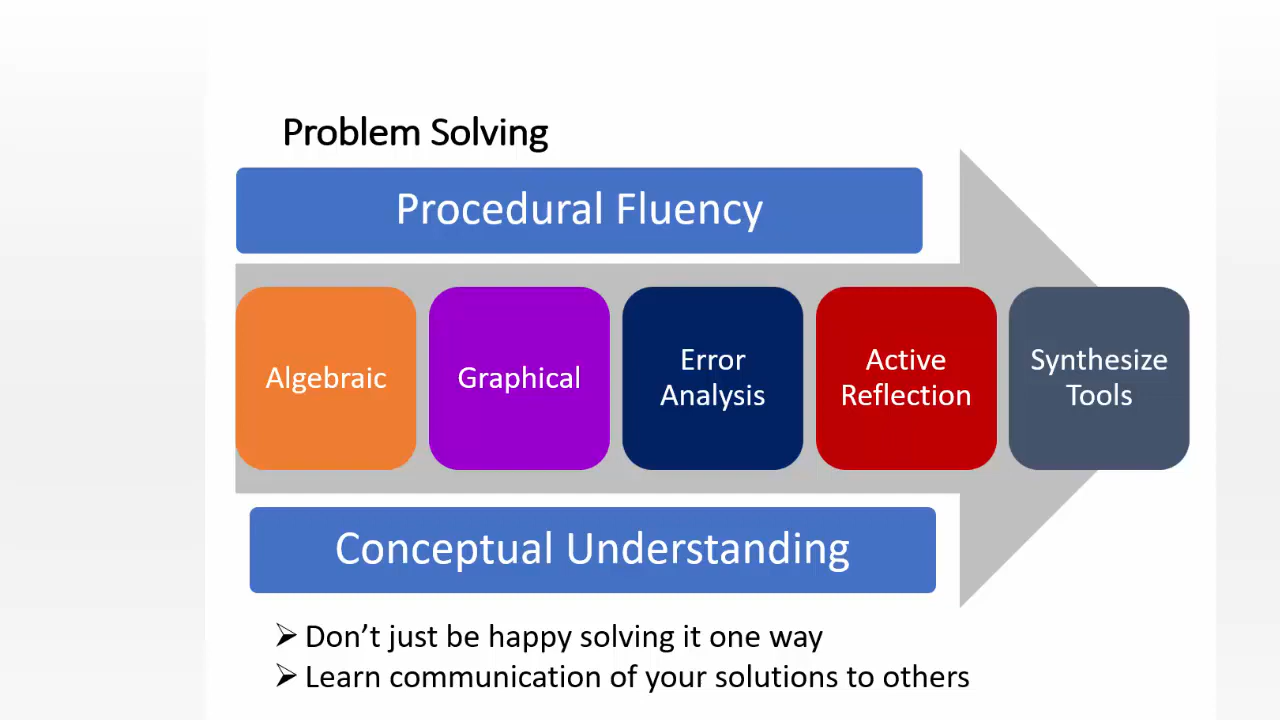 Problem Solving
Procedural Fluency
Algebraic
Graphical
Error
Analysis
Active
Reflection
Synthesize
Tools
Conceptual Understanding
➢ Don’t just be happy solving it one way
➢ Learn communication of your solutions to others